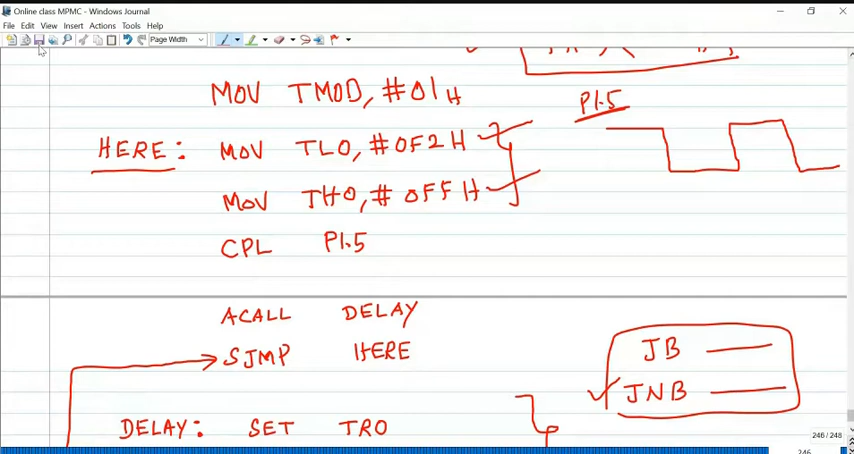 Online class MPMC - Windows Journal
File Edit View Insert Actions Tools Help
Page Width
MOV TMOD, #01H
P1.5
HERE: MOV TL0, #0F2H
MOV TH0, #0FFH
CPL P1.5
ACALL DELAY
SJMP HERE
JB
JNB
DELAY: SET TR0
246 / 248
246